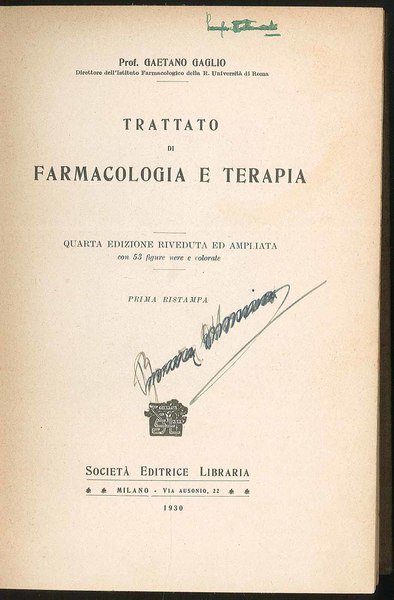 Prof. GAETANO GAGLIO
Direttore dell'Istituto Farmacologico della R. Università di Roma
TRATTATO
DI
FARMACOLOGIA E TERAPIA
QUARTA EDIZIONE RIVEDUTA ED AMPLIATA
con 53 figure nere e colorate
PRIMA RISTAMPA
SOCIETÀ EDITRICE LIBRARIA
MILANO - VIA AUSONIO, 22
1930